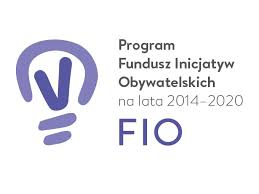 Program
Fundusz Inicjatyw
Obywatelskich
na lata 2014–2020
FIO